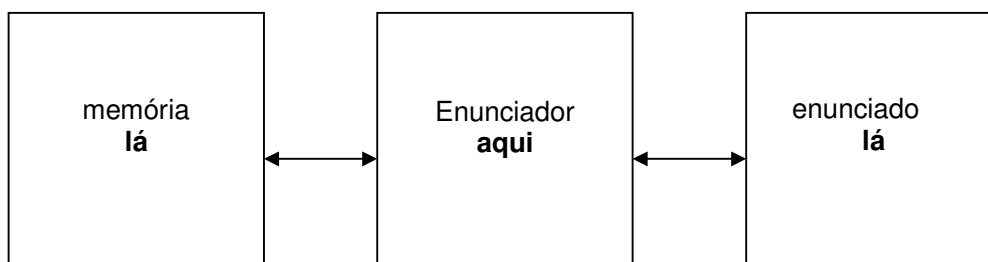 memória
lá
Enunciador
aqui
enunciado
lá